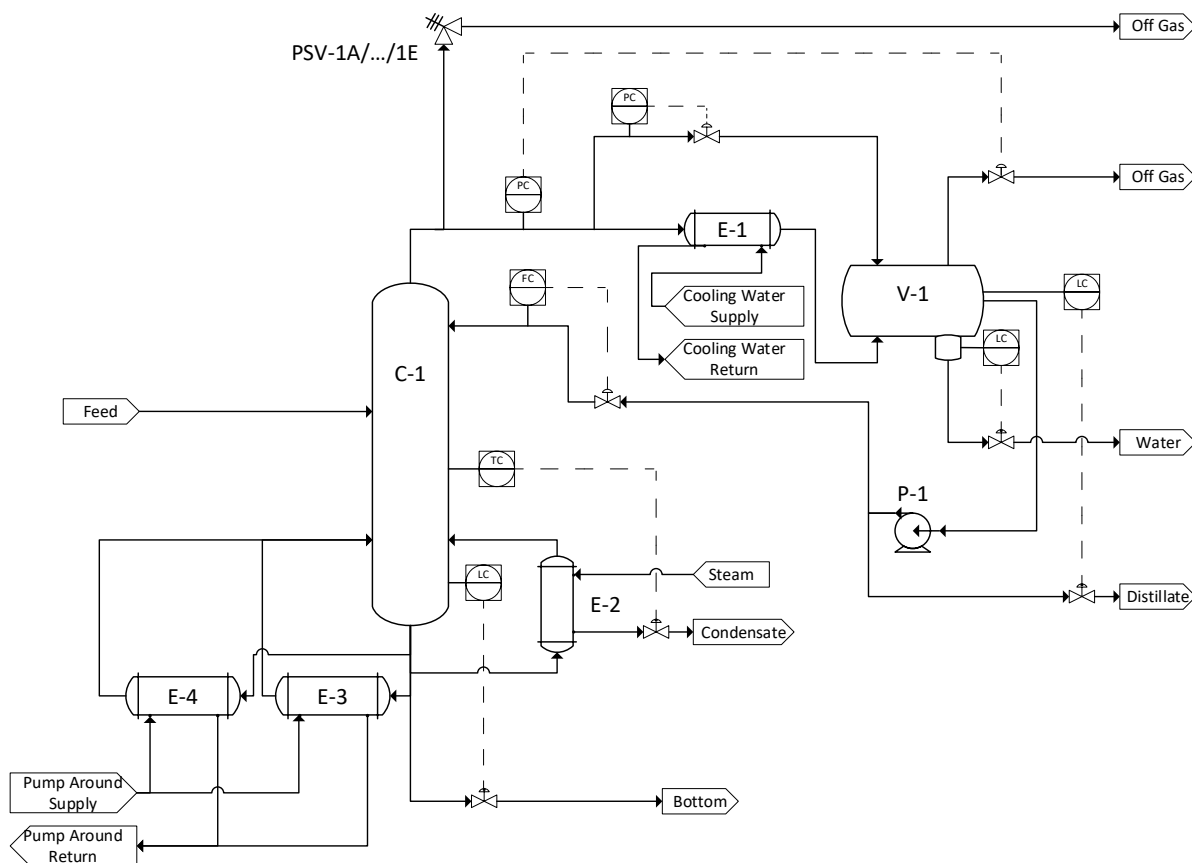 Off Gas
PSV-1A/.../1E
PC
PC
Off Gas
E-1
FC
Cooling Water
Supply
V-1
LC
LC
Cooling Water
Return
C-1
Feed
Water
TC
P-1
LC
Steam
E-2
Distillate
Condensate
E-4
E-3
Pump Around
Supply
Bottom
Pump Around
Return